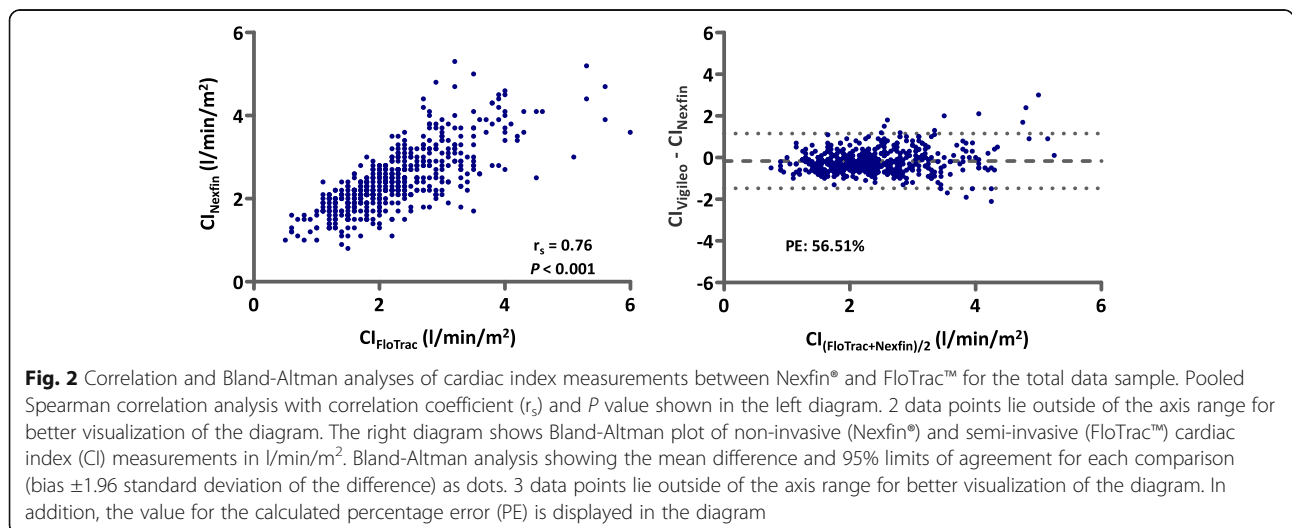 6
4
2
0
0
2
4
6
CI_Nexfin (l/min/m²)
r_s = 0.76
P < 0.001
CI_FloTrac (l/min/m²)
6
4
2
0
-2
-4
-6
0
2
4
6
CI_Vigileo - CI_Nexfin
PE: 56.51%
CI_(FloTrac+Nexfin)/2 (l/min/m²)
Fig. 2 Correlation and Bland-Altman analyses of cardiac index measurements between Nexfin® and FloTrac™ for the total data sample. Pooled
Spearman correlation analysis with correlation coefficient (r_s) and P value shown in the left diagram. 2 data points lie outside of the axis range for
better visualization of the diagram. The right diagram shows Bland-Altman plot of non-invasive (Nexfin®) and semi-invasive (FloTrac™) cardiac
index (CI) measurements in l/min/m². Bland-Altman analysis showing the mean difference and 95% limits of agreement for each comparison
(bias ±1.96 standard deviation of the difference) as dots. 3 data points lie outside of the axis range for better visualization of the diagram. In
addition, the value for the calculated percentage error (PE) is displayed in the diagram